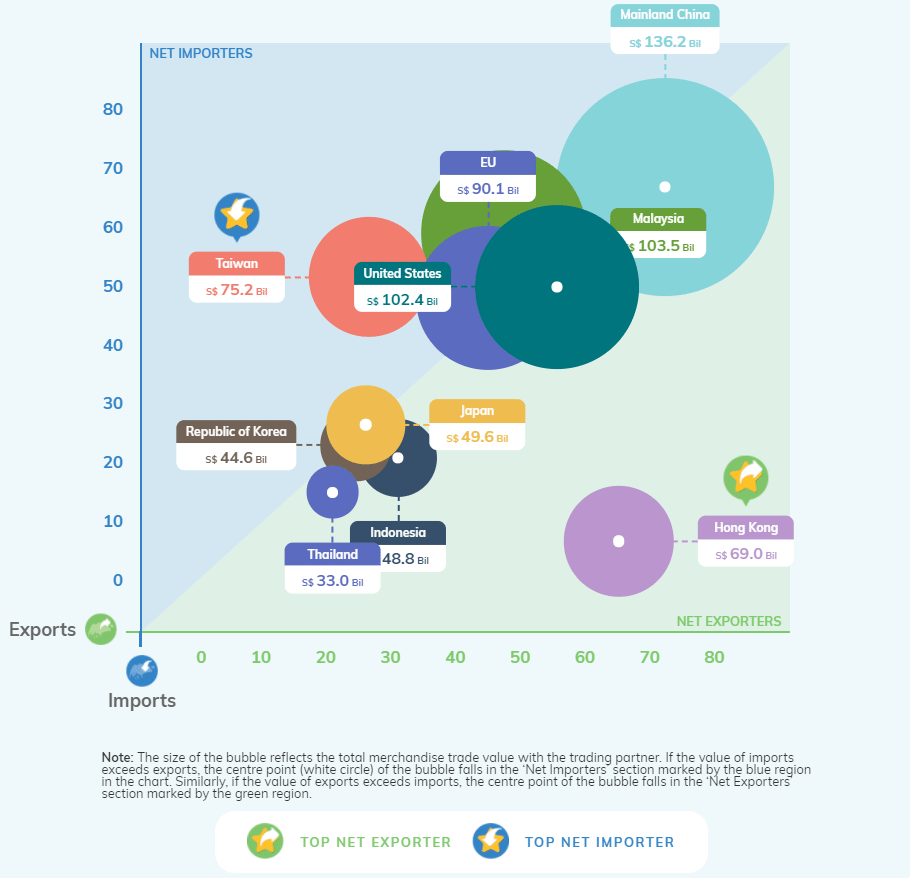 Mainland China
S$ 136.2 Bil
NET IMPORTERS
80
70
60
50
40
30
20
10
0
EU
S$ 90.1 Bil
Malaysia
$ 103.5 Bil
Taiwan
S$ 75.2 Bil
United States
S$ 102.4 Bil
Japan
S$ 49.6 Bil
Republic of Korea
S$ 44.6 Bil
Indonesia
48.8 Bil
Thailand
S$ 33.0 Bil
Hong Kong
S$ 69.0 Bil
NET EXPORTERS
Exports
0 10 20 30 40 50 60 70 80
Imports
Note: The size of the bubble reflects the total merchandise trade value with the trading partner. If the value of imports
exceeds exports, the centre point (white circle) of the bubble falls in the ‘Net Importers’ section marked by the blue region
in the chart. Similarly, if the value of exports exceeds imports, the centre point of the bubble falls in the ‘Net Exporters’
section marked by the green region.
TOP NET EXPORTER
TOP NET IMPORTER